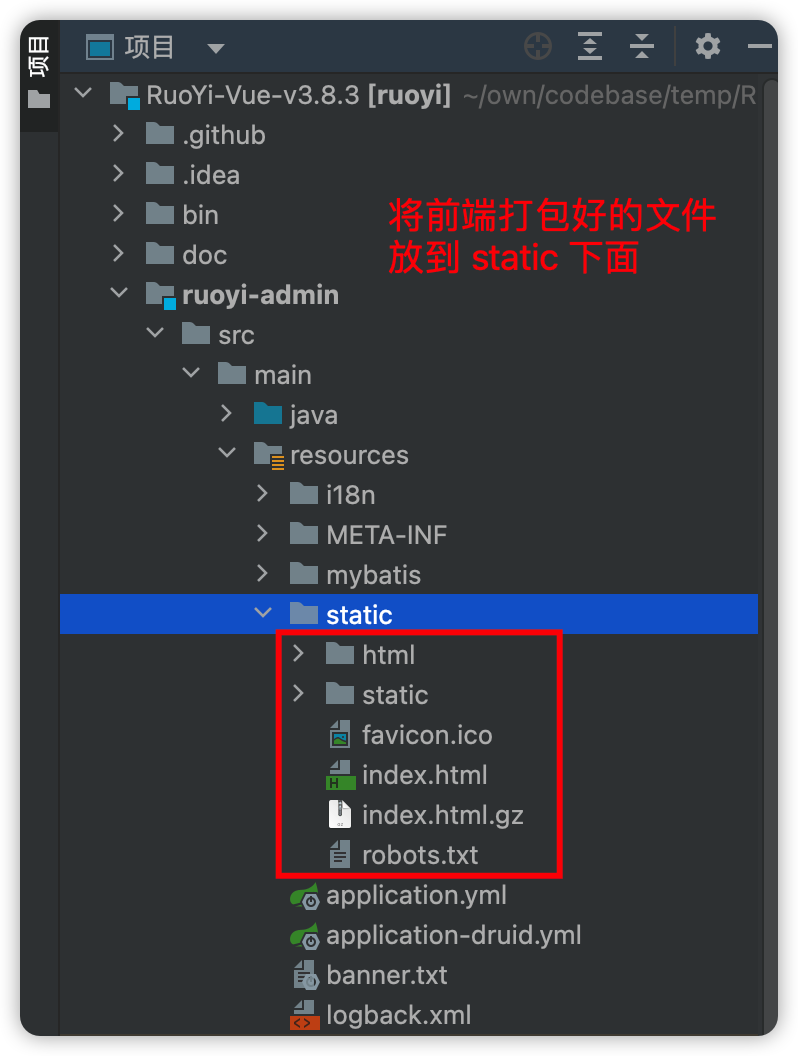 项目
项目
RuoYi-Vue-v3.8.3 [ruoyi] ~/own/codebase/temp/R
.github
.idea
bin
将前端打包好的文件
doc
放到 static 下面
ruoyi-admin
src
main
java
resources
i18n
META-INF
mybatis
static
html
static
favicon.ico
H
index.html
index.html.gz
robots.txt
application.yml
application-druid.yml
banner.txt
logback.xml